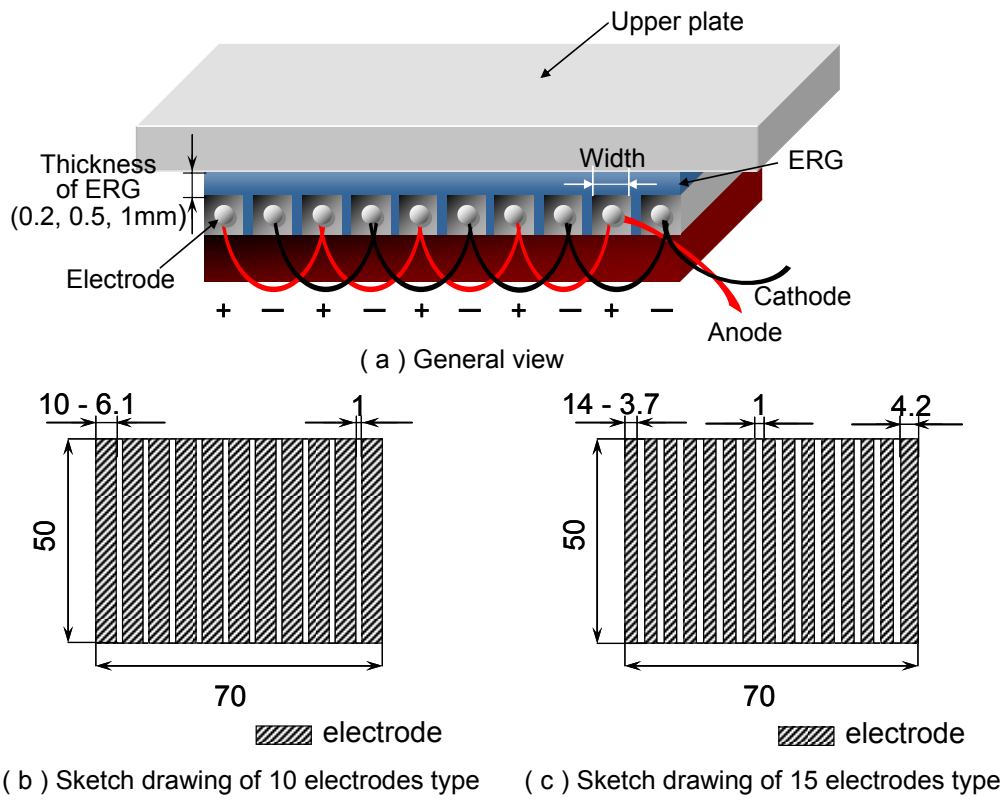 Upper plate
Thickness
of ERG
(0.2, 0.5, 1mm)
Width
ERG
Electrode
Cathode
Anode
+ — + — + — + — + —
( a ) General view
10 - 6.1
1
50
70
electrode
( b ) Sketch drawing of 10 electrodes type
14 - 3.7
1
4.2
50
70
electrode
( c ) Sketch drawing of 15 electrodes type